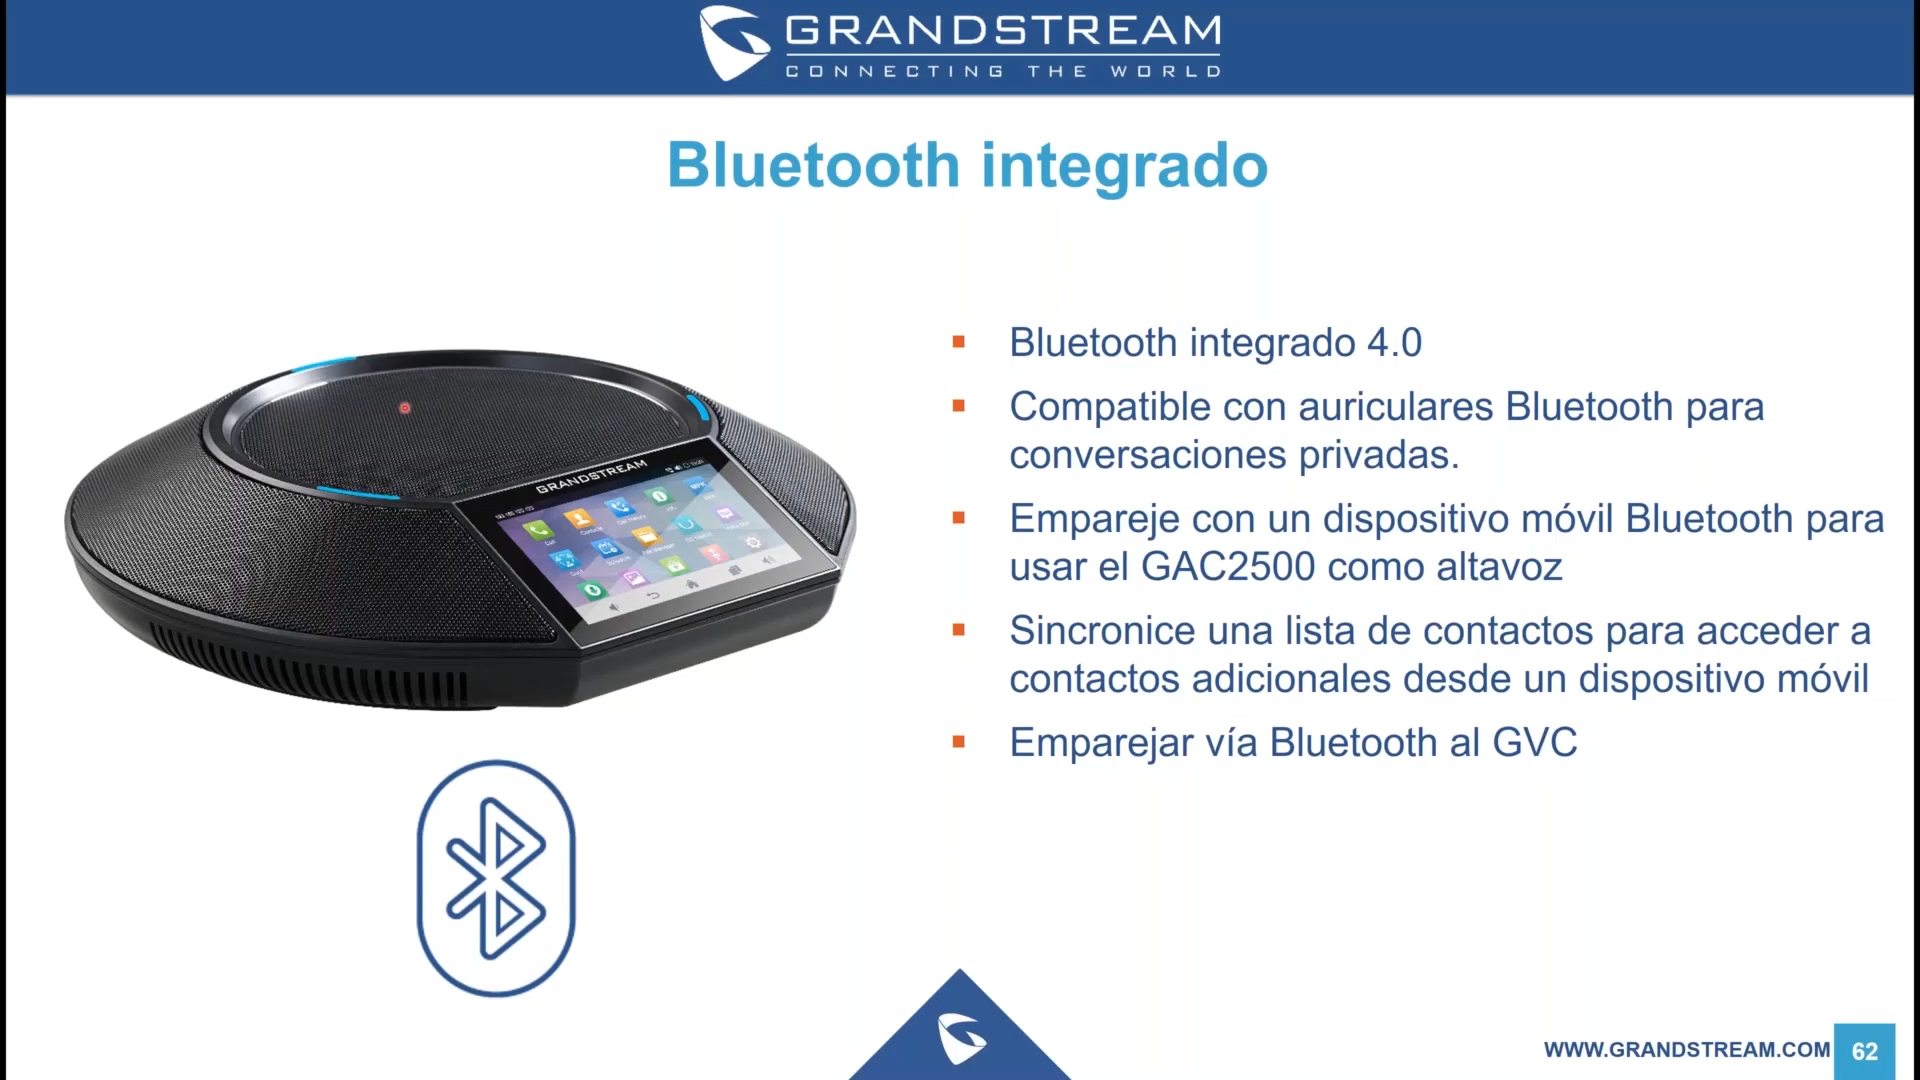 GRANDSTREAM
CONNECTING THE WORLD
Bluetooth integrado
Bluetooth integrado 4.0
Compatible con auriculares Bluetooth para
conversaciones privadas.
Empareje con un dispositivo móvil Bluetooth para
usar el GAC2500 como altavoz
Sincronice una lista de contactos para acceder a
contactos adicionales desde un dispositivo móvil
Emparejar vía Bluetooth al GVC
GRANDSTREAM
Call
WWW.GRANDSTREAM.COM
62